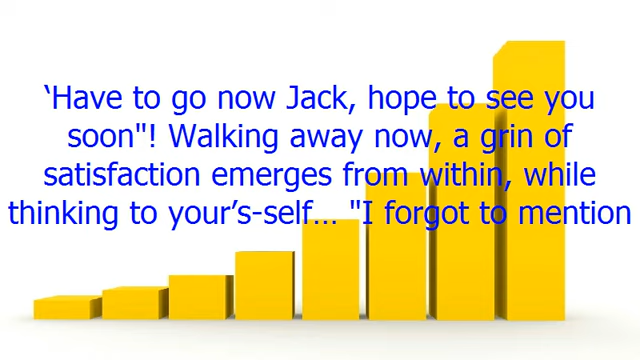 ‘Have to go now Jack, hope to see you
soon"! Walking away now, a grin of
satisfaction emerges from within, while
thinking to your’s-self… "I forgot to mention